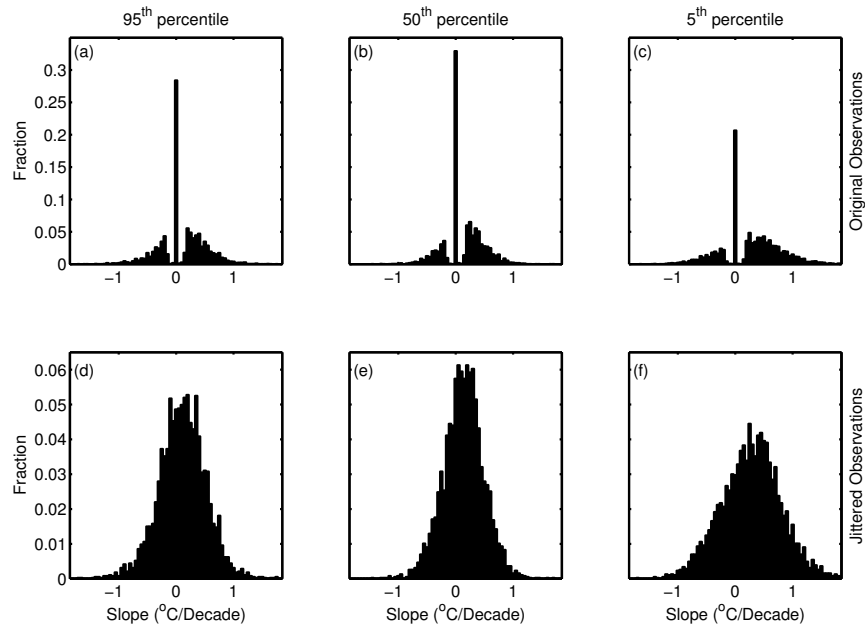 95th percentile
50th percentile
5th percentile
(a)
(b)
(c)
Fraction
0.3
0.25
0.2
0.15
0.1
0.05
0
−1 0 1
−1 0 1
−1 0 1
Original Observations
(d)
(e)
(f)
Fraction
0.06
0.05
0.04
0.03
0.02
0.01
0
−1 0 1
−1 0 1
−1 0 1
Slope (°C/Decade)
Slope (°C/Decade)
Slope (°C/Decade)
Jittered Observations